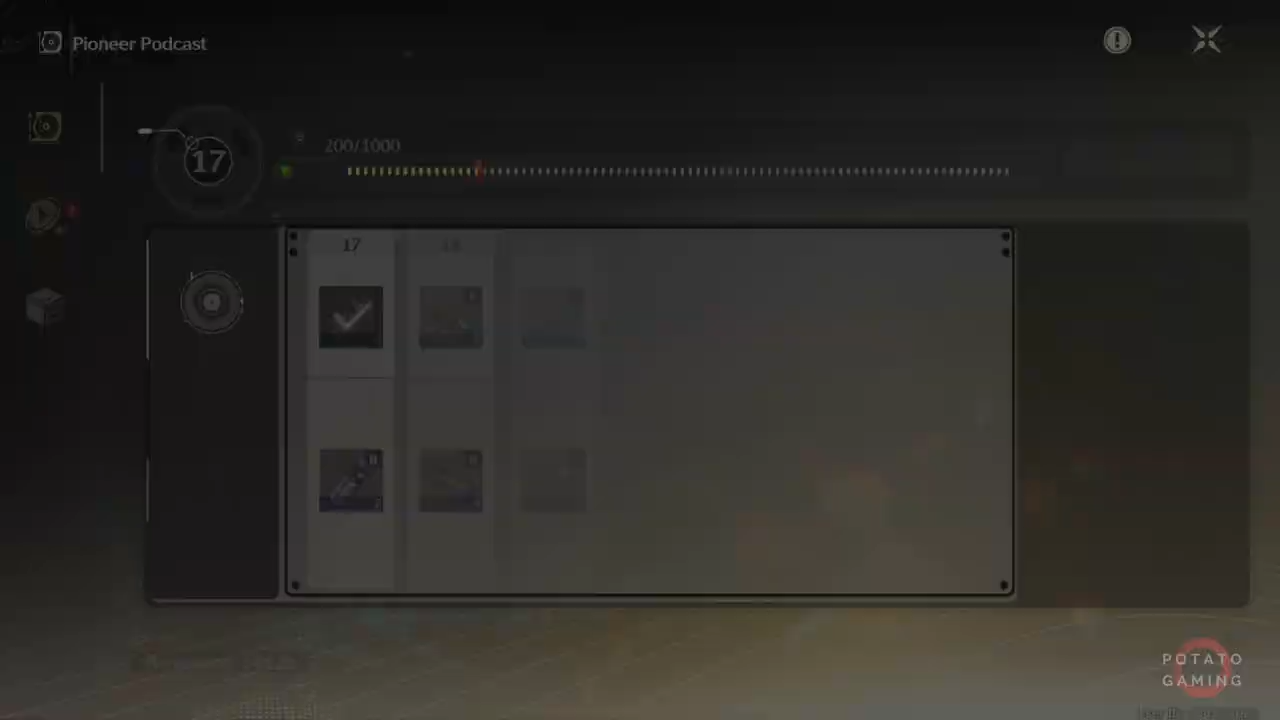 Pioneer Podcast
200/1000
17
17
POTATO
GAMING